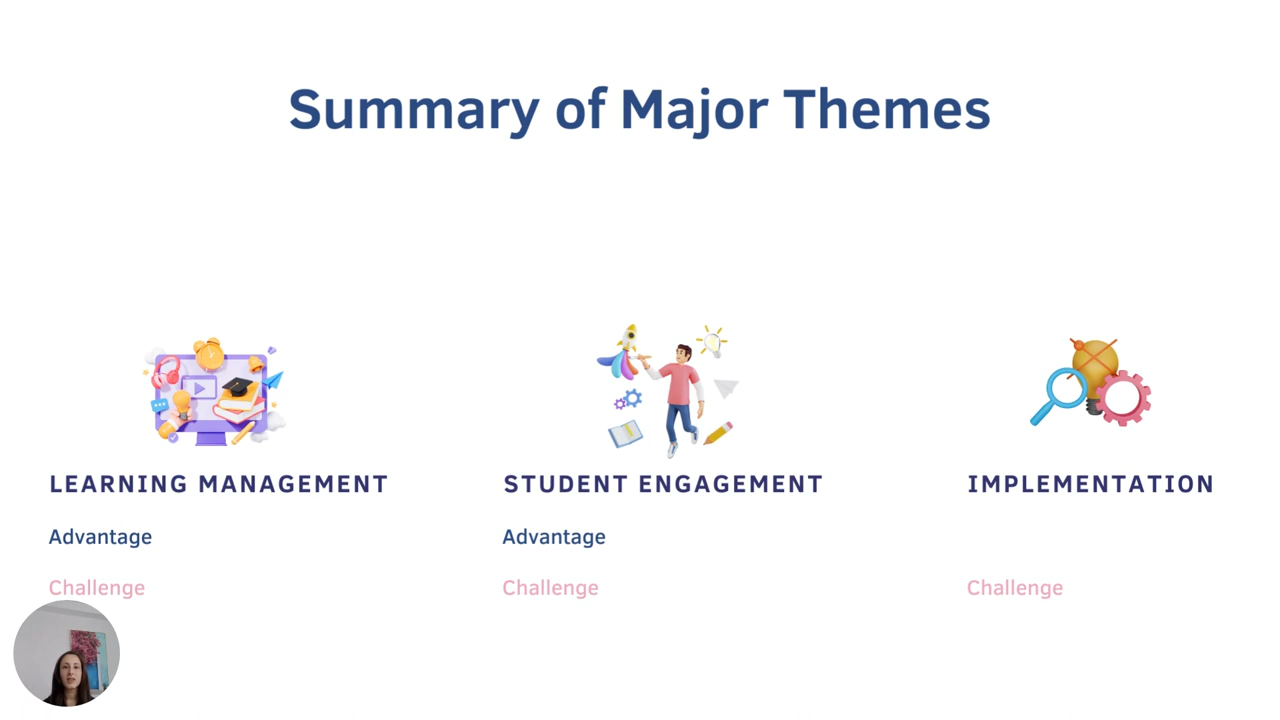 Summary of Major Themes
LEARNING MANAGEMENT
Advantage
Challenge
STUDENT ENGAGEMENT
Advantage
Challenge
IMPLEMENTATION
Challenge